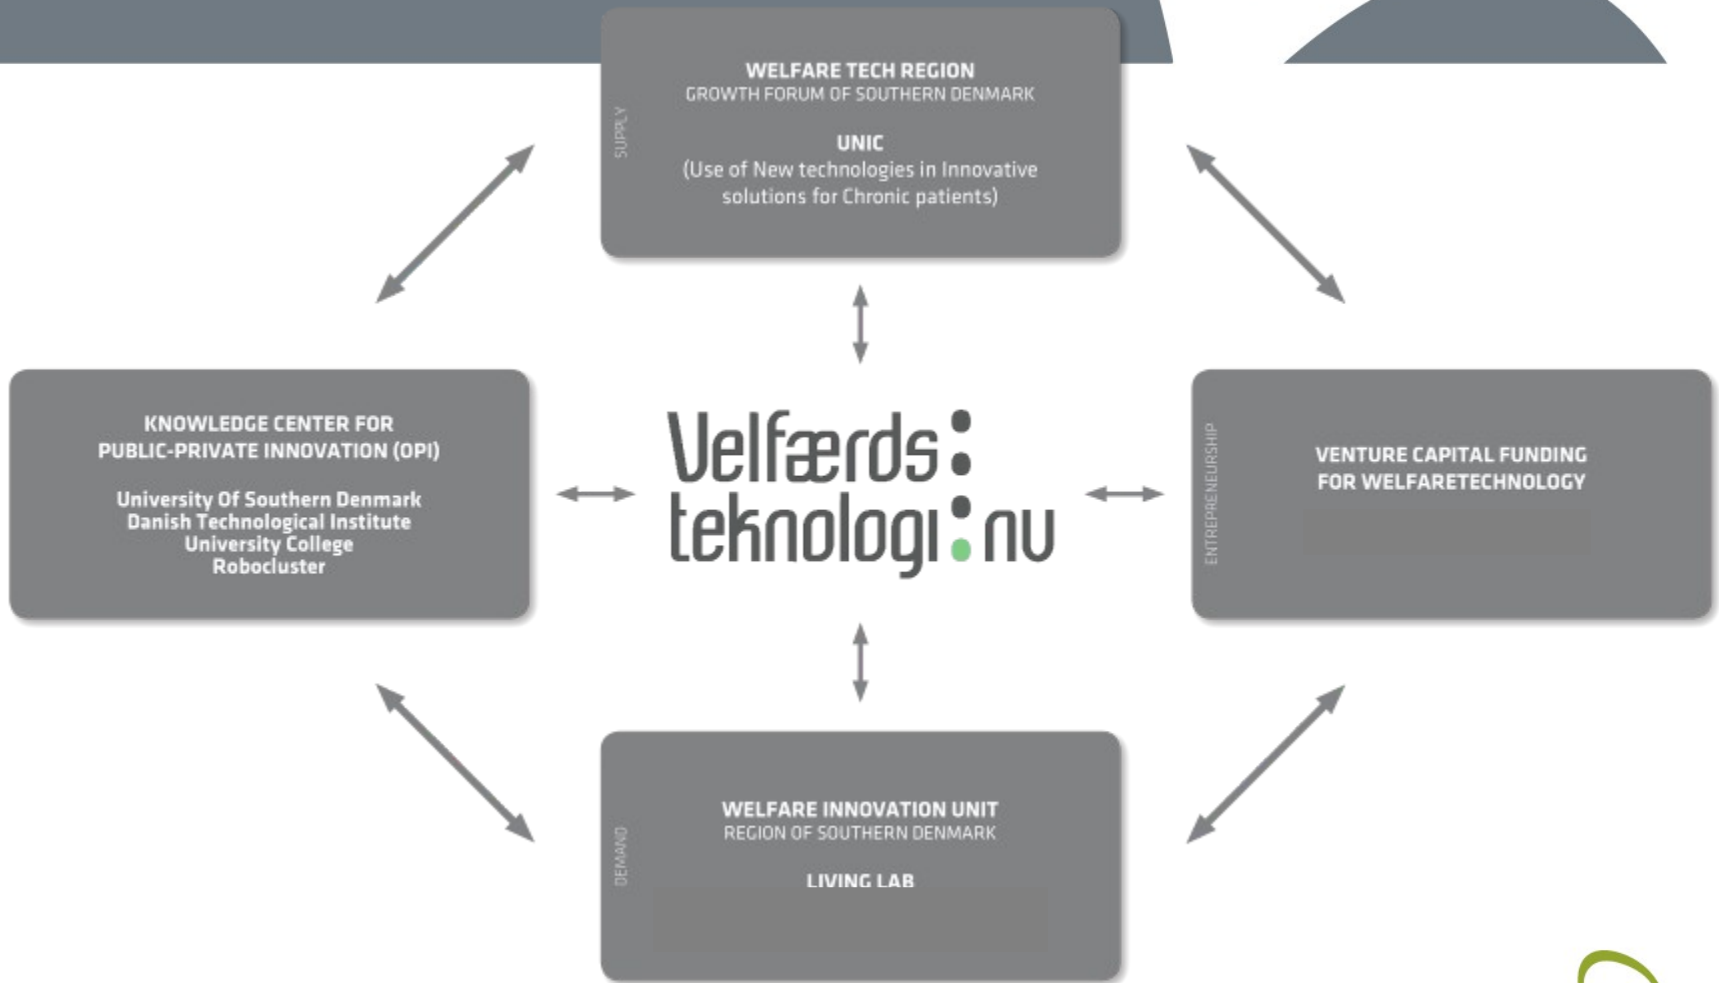 WELFARE TECH REGION
GROWTH FORUM OF SOUTHERN DENMARK
SUPPLY
UNIC
(Use of New technologies in Innovative
solutions for Chronic patients)
KNOWLEDGE CENTER FOR
PUBLIC-PRIVATE INNOVATION (OPI)
University Of Southern Denmark
Danish Technological Institute
University College
Robocluster
Velfærds:
teknologi:nu
ENTREPRENEURSHIP
VENTURE CAPITAL FUNDING
FOR WELFARETECHNOLOGY
DEMAND
WELFARE INNOVATION UNIT
REGION OF SOUTHERN DENMARK
LIVING LAB